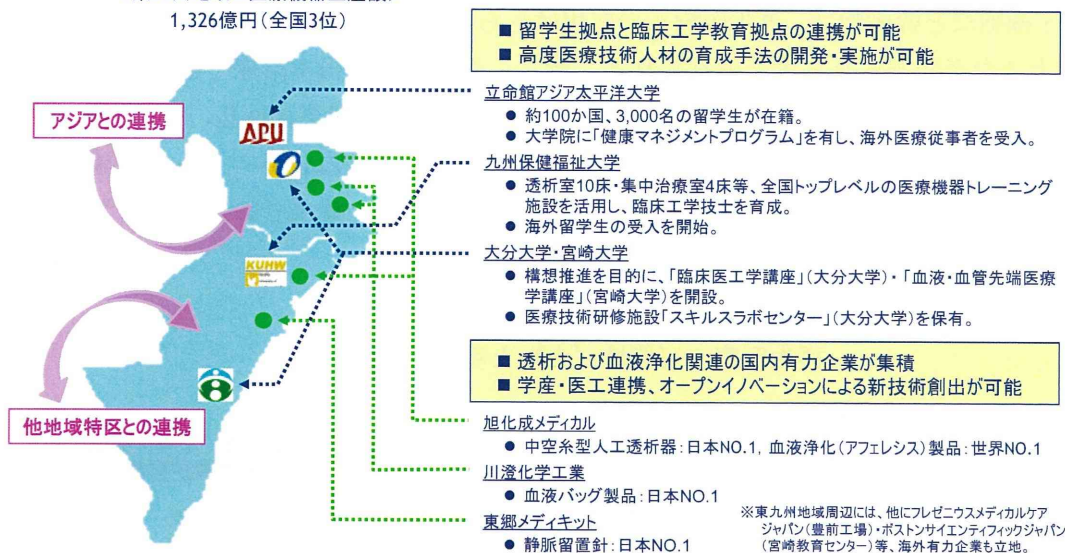 1,326億円(全国3位)
■ 留学生拠点と臨床工学教育拠点の連携が可能
■ 高度医療技術人材の育成手法の開発・実施が可能
アジアとの連携
APU
KUHW
他地域特区との連携
立命館アジア太平洋大学
● 約100か国、3,000名の留学生が在籍。
● 大学院に「健康マネジメントプログラム」を有し、海外医療従事者を受入。
九州保健福祉大学
● 透析室10床・集中治療室4床等、全国トップレベルの医療機器トレーニング
施設を活用し、臨床工学技士を育成。
● 海外留学生の受入を開始。
大分大学・宮崎大学
● 構想推進を目的に、「臨床医工学講座」(大分大学)・「血液・血管先端医療
学講座」(宮崎大学)を開設。
● 医療技術研修施設「スキルスラボセンター」(大分大学)を保有。
■ 透析および血液浄化関連の国内有力企業が集積
■ 学産・医工連携、オープンイノベーションによる新技術創出が可能
旭化成メディカル
● 中空糸型人工透析器:日本NO.1, 血液浄化(アフェレシス)製品:世界NO.1
川澄化学工業
● 血液バッグ製品:日本NO.1
東郷メディキット
● 静脈留置針:日本NO.1
※東九州地域周辺には、他にフレゼニウスメディカルケア
ジャパン(豊前工場)・ボストンサイエンティフィックジャパン
(宮崎教育センター)等、海外有力企業も立地。